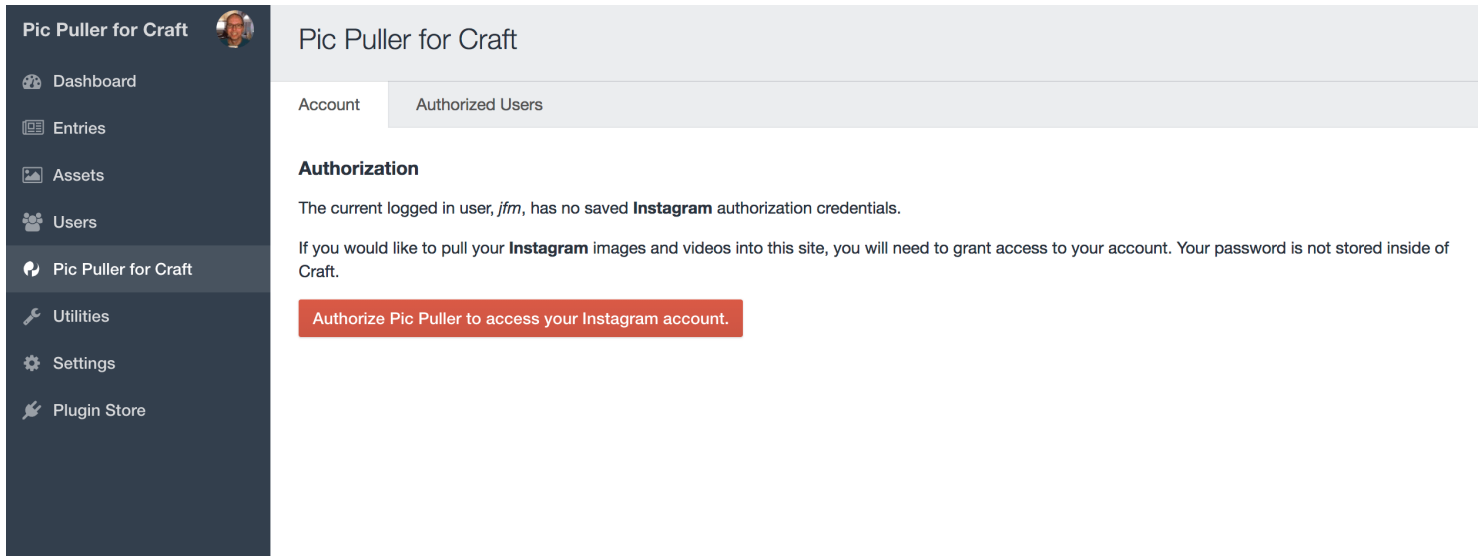 Pic Puller for Craft
Dashboard
Entries
Assets
Users
Pic Puller for Craft
Utilities
Settings
Plugin Store
Pic Puller for Craft
Account
Authorized Users
Authorization
The current logged in user, jfm, has no saved Instagram authorization credentials.
If you would like to pull your Instagram images and videos into this site, you will need to grant access to your account. Your password is not stored inside of
Craft.
Authorize Pic Puller to access your Instagram account.